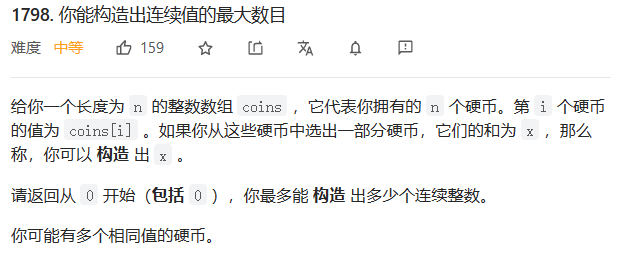 1798. 你能构造出连续值的最大数目
难度 中等 159
给你一个长度为 n 的整数数组 coins ，它代表你拥有的 n 个硬币。第 i 个硬币
的值为 coins[i] 。如果你从这些硬币中选出一部分硬币，它们的和为 x ，那么
称，你可以 构造 出 x 。
请返回从 0 开始（包括 0 ），你最多能 构造 出多少个连续整数。
你可能有多个相同值的硬币。